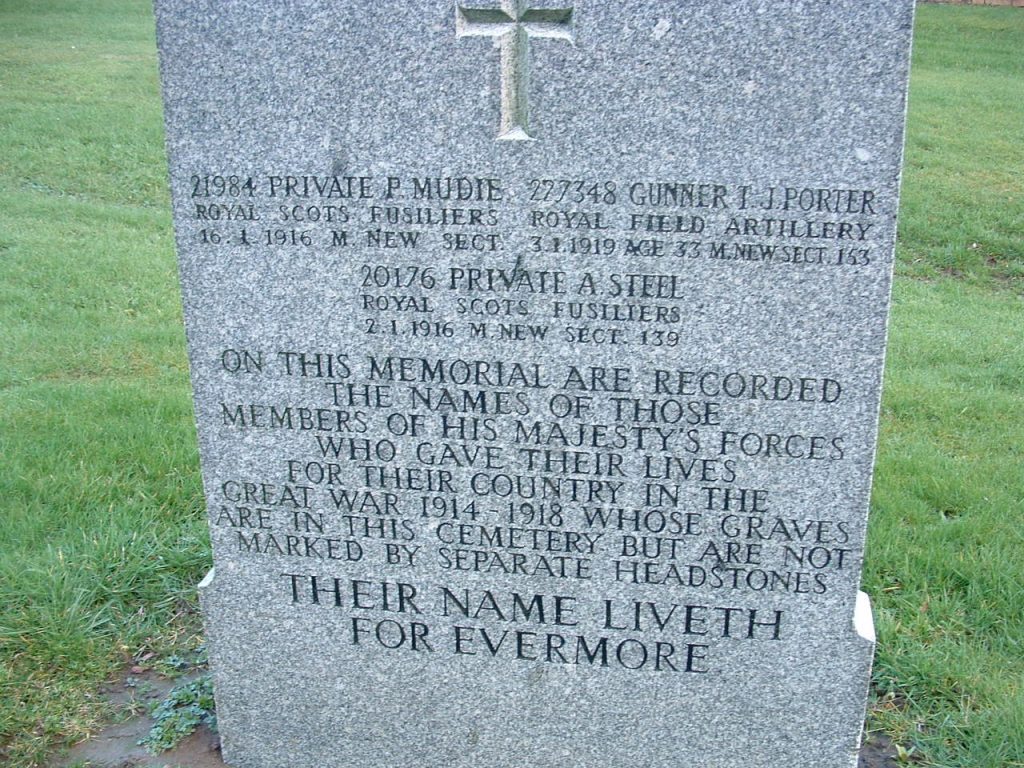 21984 PRIVATE P. MUDIE
ROYAL SCOTS FUSILIERS
16.1.1916 M. NEW SECT.
277348 GUNNER T. J. PORTER
ROYAL FIELD ARTILLERY
3.1.1919 AGE 33 M. NEW SECT. 153
20176 PRIVATE A. STEEL
ROYAL SCOTS FUSILIERS
2.1.1916 M. NEW SECT. 139
ON THIS MEMORIAL ARE RECORDED
THE NAMES OF THOSE
MEMBERS OF HIS MAJESTY'S FORCES
WHO GAVE THEIR LIVES
FOR THEIR COUNTRY IN THE
GREAT WAR 1914-1918 WHOSE GRAVES
ARE IN THIS CEMETERY BUT ARE NOT
MARKED BY SEPARATE HEADSTONES
THEIR NAME LIVETH
FOR EVERMORE